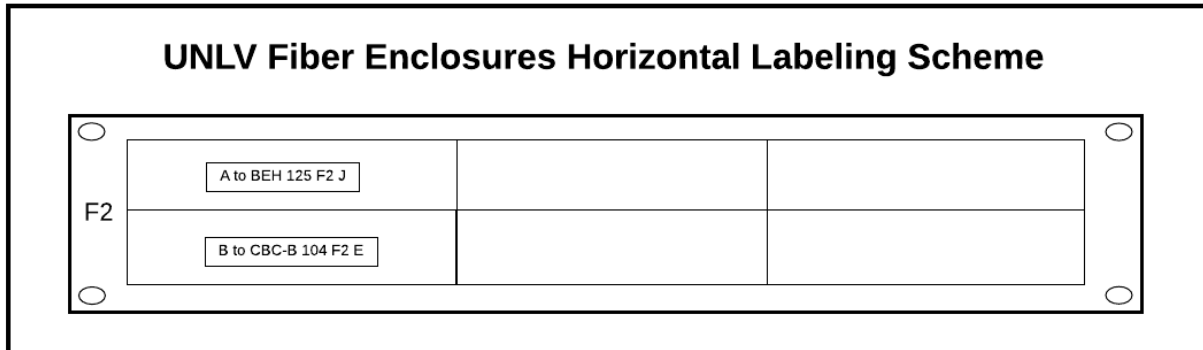 UNLV Fiber Enclosures Horizontal Labeling Scheme
A to BEH 125 F2 J
F2
B to CBC-B 104 F2 E